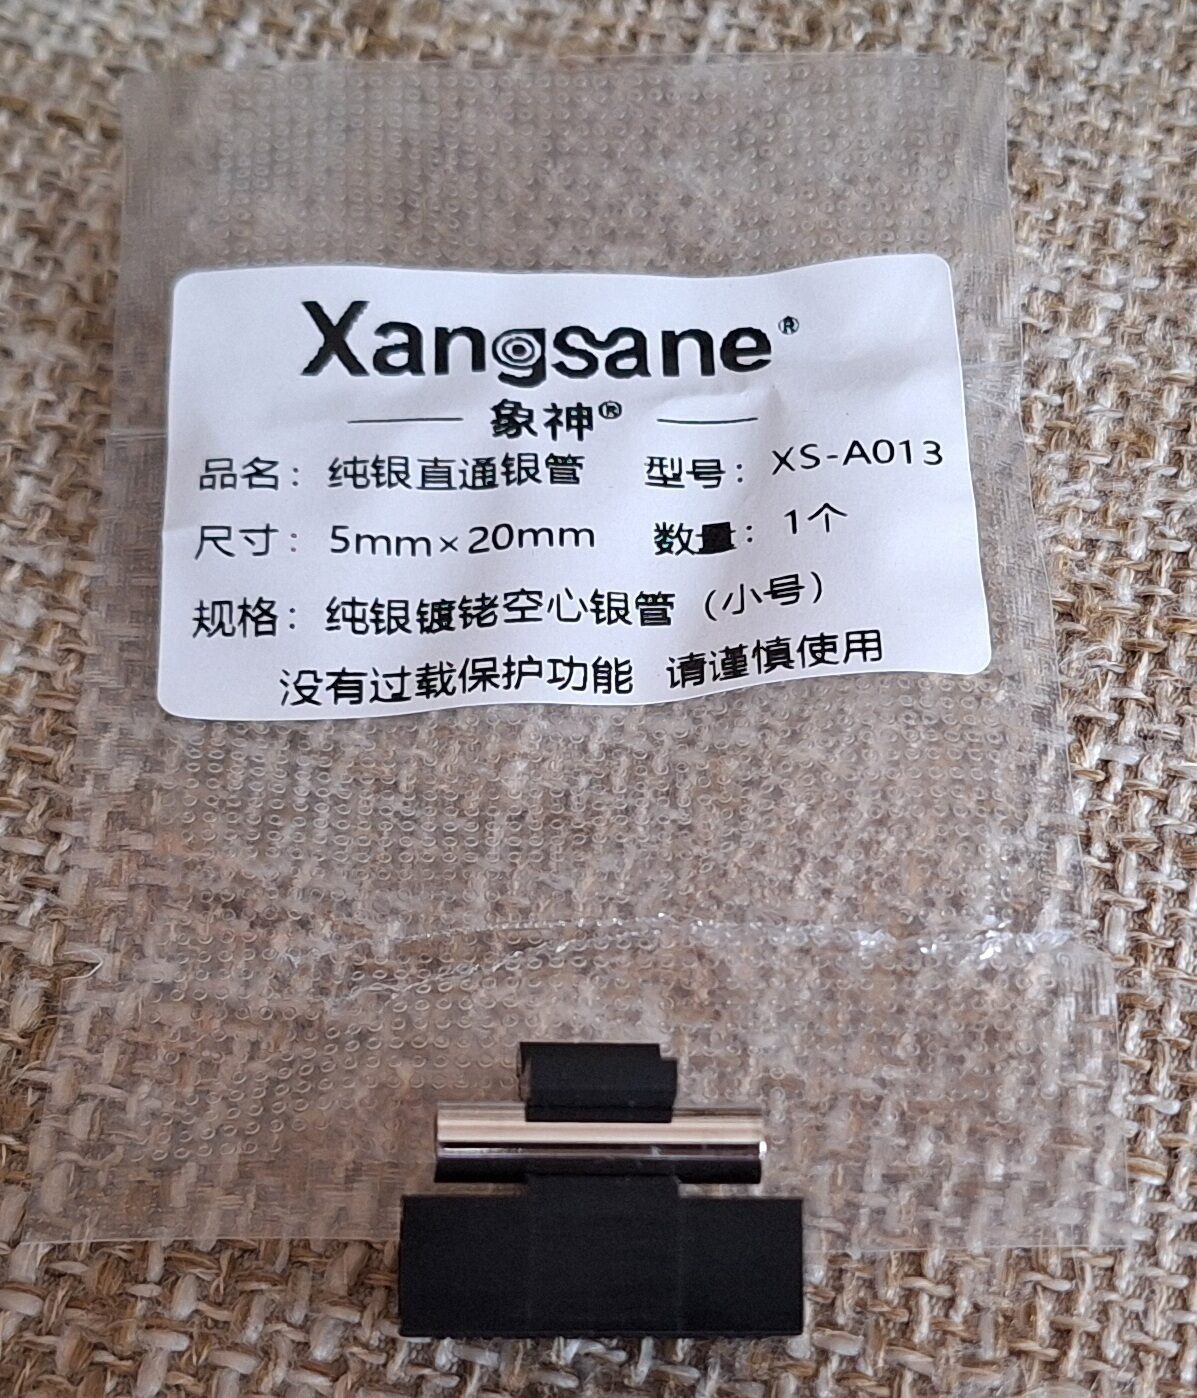 Xangsane®
象神®
品名：纯银直通银管 型号：XS-A013
尺寸：5mm×20mm 数量：1个
规格：纯银镀铑空心银管（小号）
没有过载保护功能 请谨慎使用